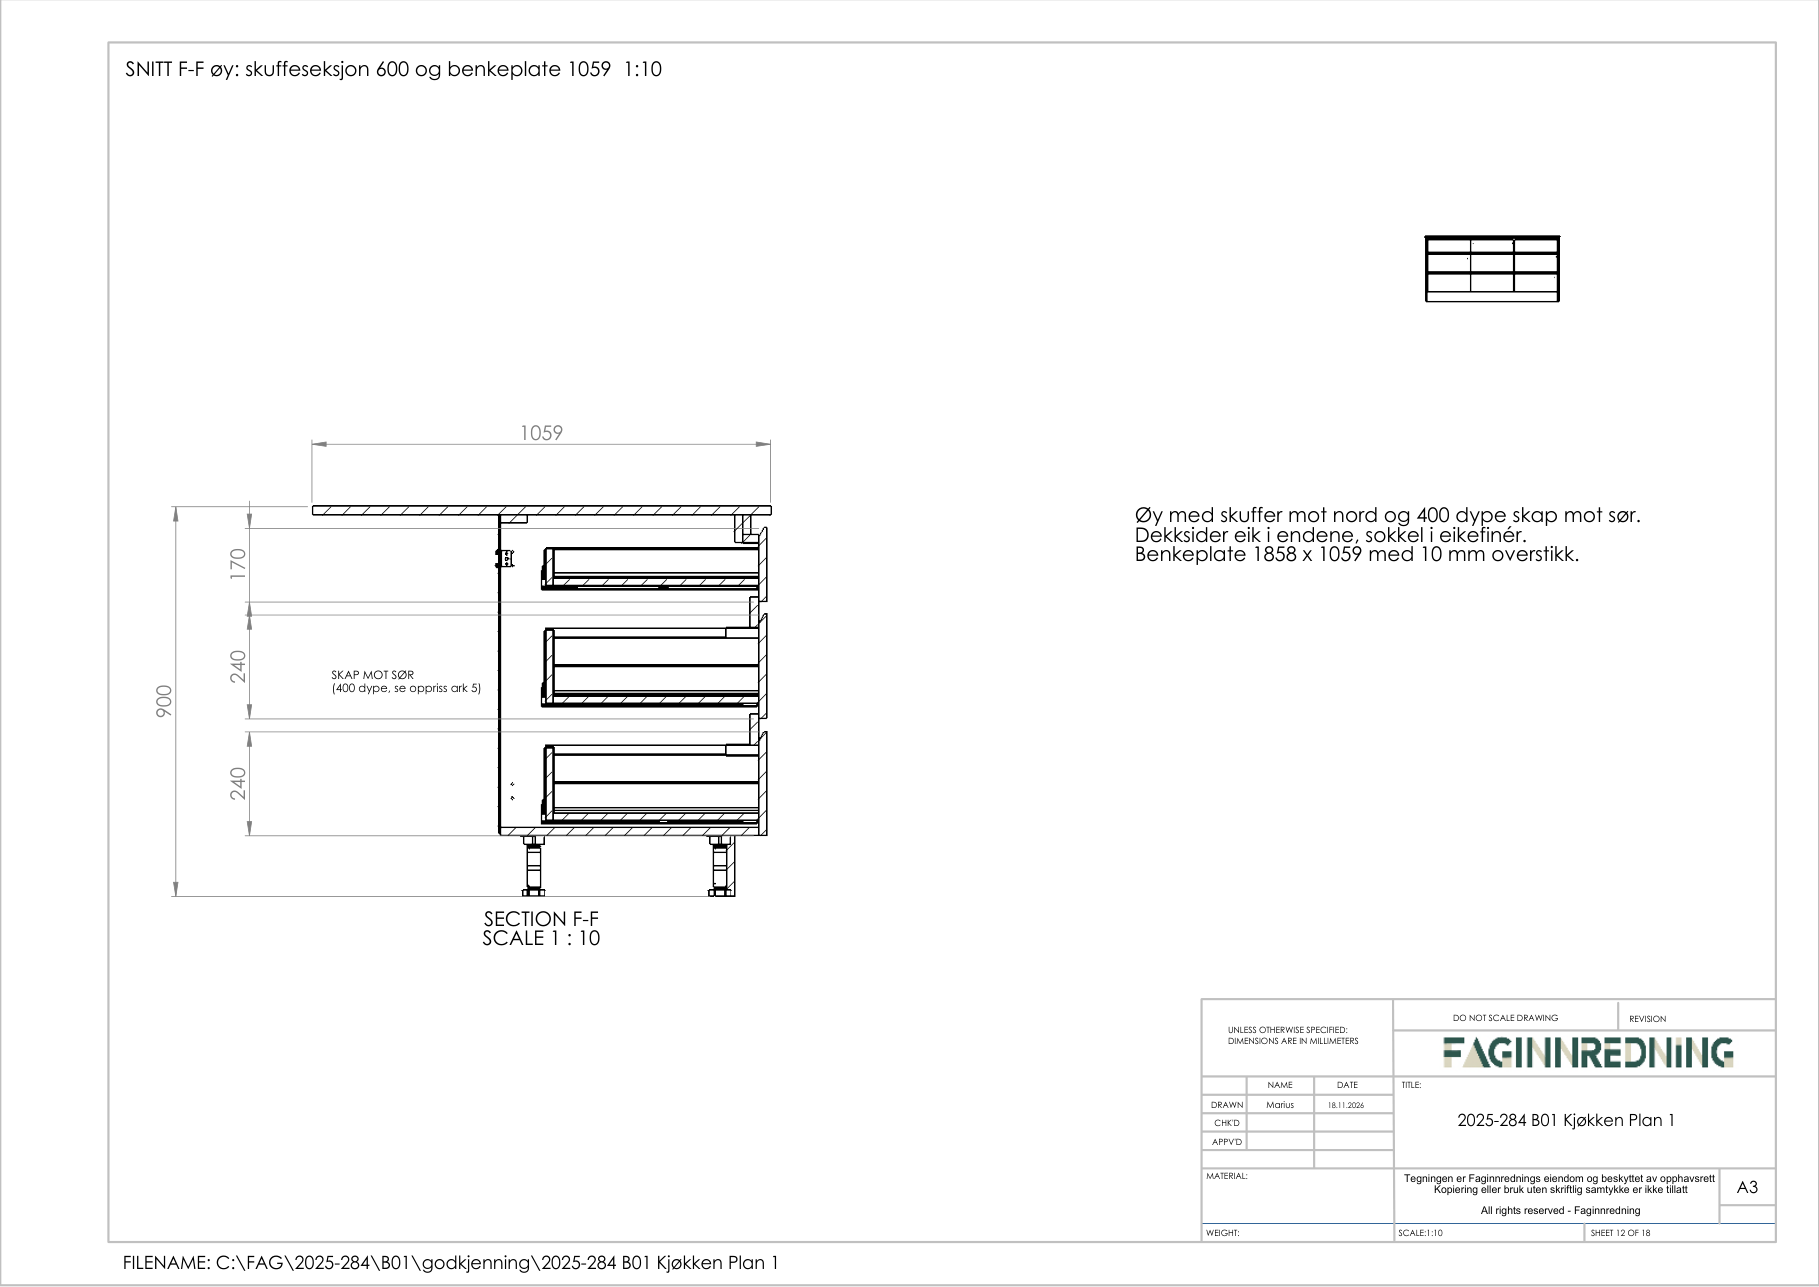 SNITT F-F øy: skuffeseksjon 600 og benkeplate 1059  1:10
1059
170
240
900
240
SKAP MOT SØR
(400 dype, se oppriss ark 5)
SECTION F-F
SCALE 1 : 10
Øy med skuffer mot nord og 400 dype skap mot sør.
Dekksider eik i endene, sokkel i eikefinér.
Benkeplate 1858 x 1059 med 10 mm overstikk.
UNLESS OTHERWISE SPECIFIED:
DIMENSIONS ARE IN MILLIMETERS
DO NOT SCALE DRAWING
REVISION
FAGINNREDNING
NAME
DATE
DRAWN
Marius
18.11.2026
CHK'D
APPV'D
TITLE:
2025-284 B01 Kjøkken Plan 1
MATERIAL:
Tegningen er Faginnrednings eiendom og beskyttet av opphavsrett
Kopiering eller bruk uten skriftlig samtykke er ikke tillatt
All rights reserved - Faginnredning
A3
WEIGHT:
SCALE:1:10
SHEET 12 OF 18
FILENAME: C:\FAG\2025-284\B01\godkjenning\2025-284 B01 Kjøkken Plan 1